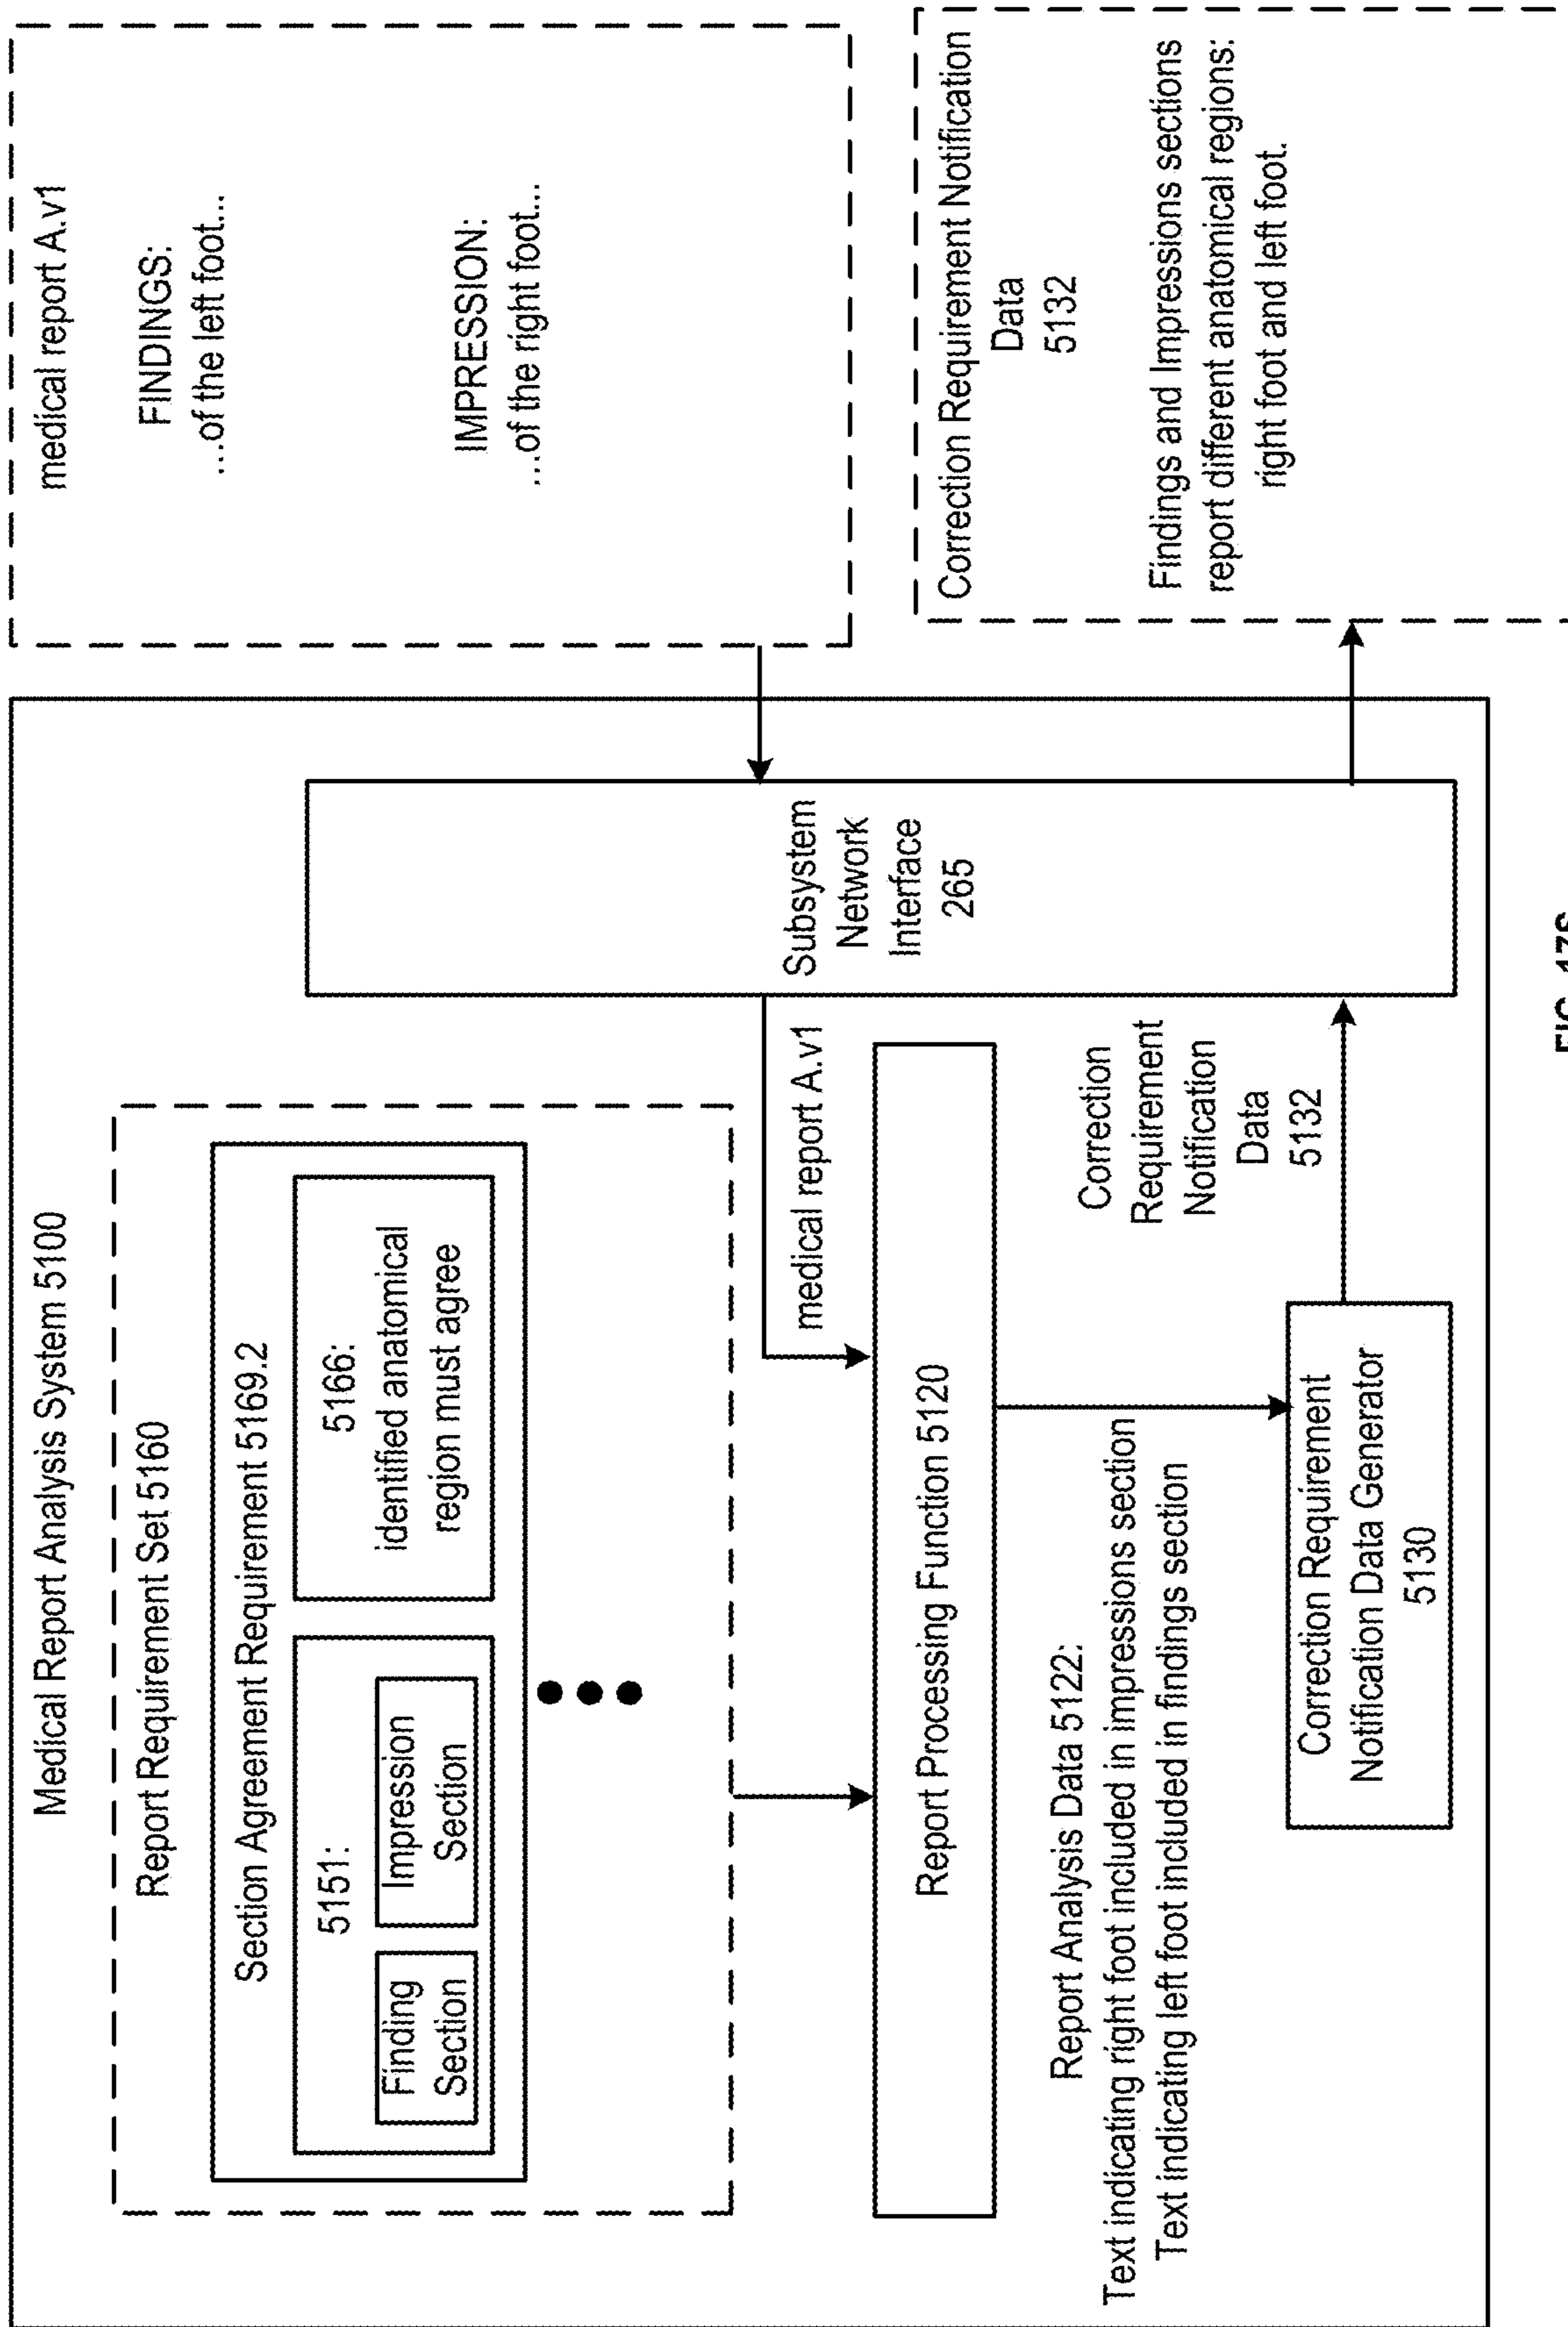 Medical Report Analysis System 5100
Report Requirement Set 5160
Section Agreement Requirement 5169.2
5151:
Finding
Section
Impression
Section
5166:
identified anatomical
region must agree
medical report A.v1
Report Processing Function 5120
Report Analysis Data 5122:
Text indicating right foot included in impressions section
Text indicating left foot included in findings section
Correction Requirement
Notification Data Generator
5130
Correction
Requirement
Notification
Data
5132
Subsystem
Network
Interface
265
medical report A.v1
FINDINGS:
...of the left foot...
IMPRESSION:
...of the right foot...
Correction Requirement Notification
Data
5132
Findings and Impressions sections
report different anatomical regions:
right foot and left foot.